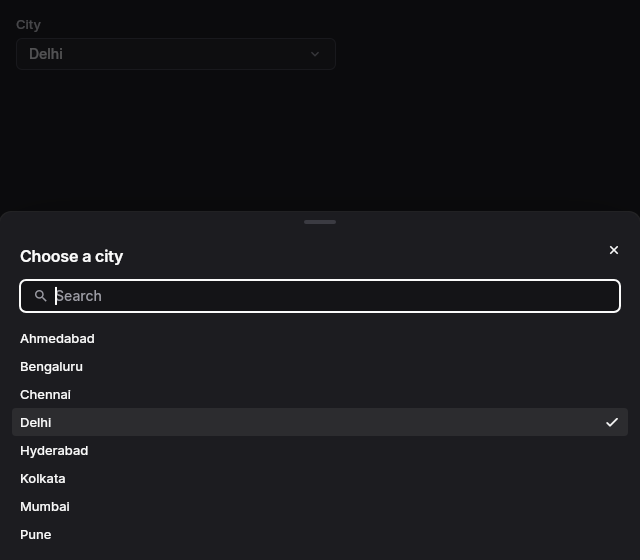 City
Delhi
Choose a city
Search
Ahmedabad
Bengaluru
Chennai
Delhi
Hyderabad
Kolkata
Mumbai
Pune